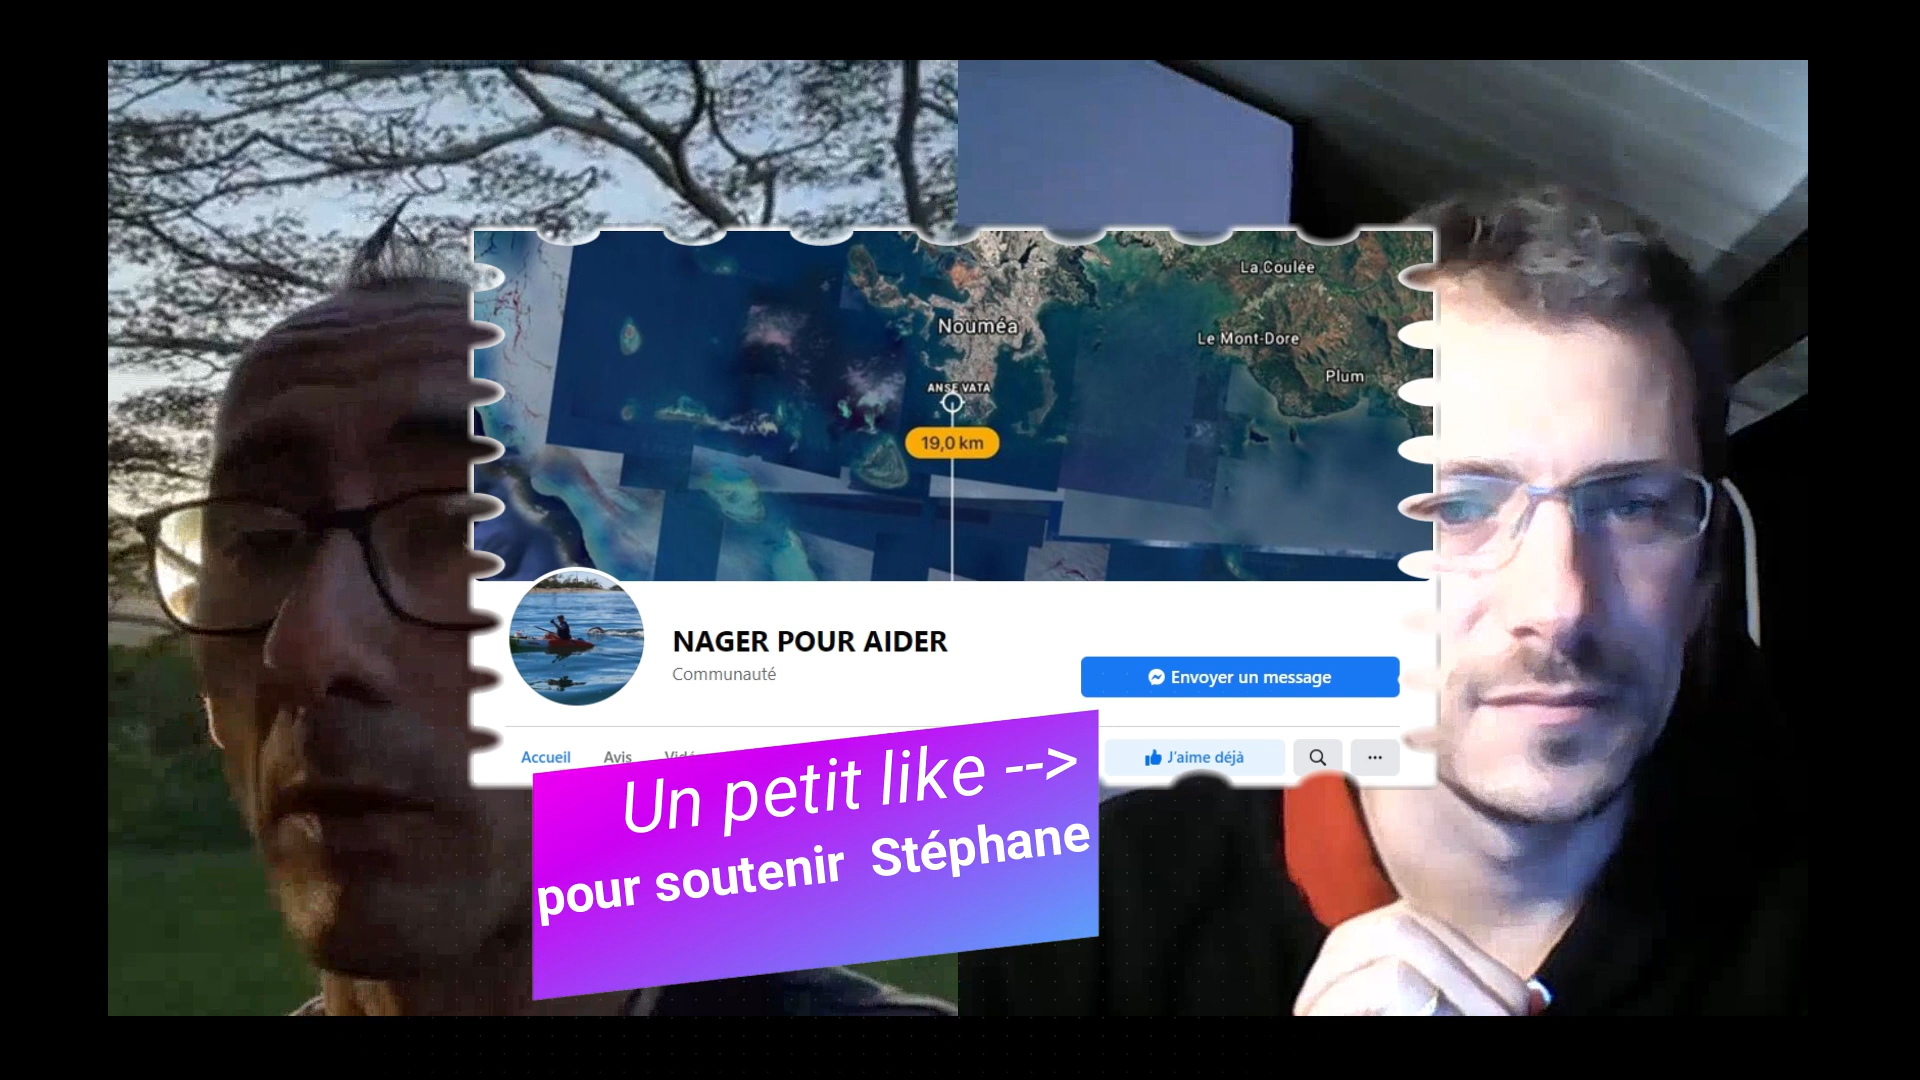 La Coulée
Nouméa
Le Mont-Dore
Plum
ANSE VATA
19,0 km
NAGER POUR AIDER
Communauté
Envoyer un message
Accueil Avis
J'aime déjà
Un petit like -->
pour soutenir Stéphane